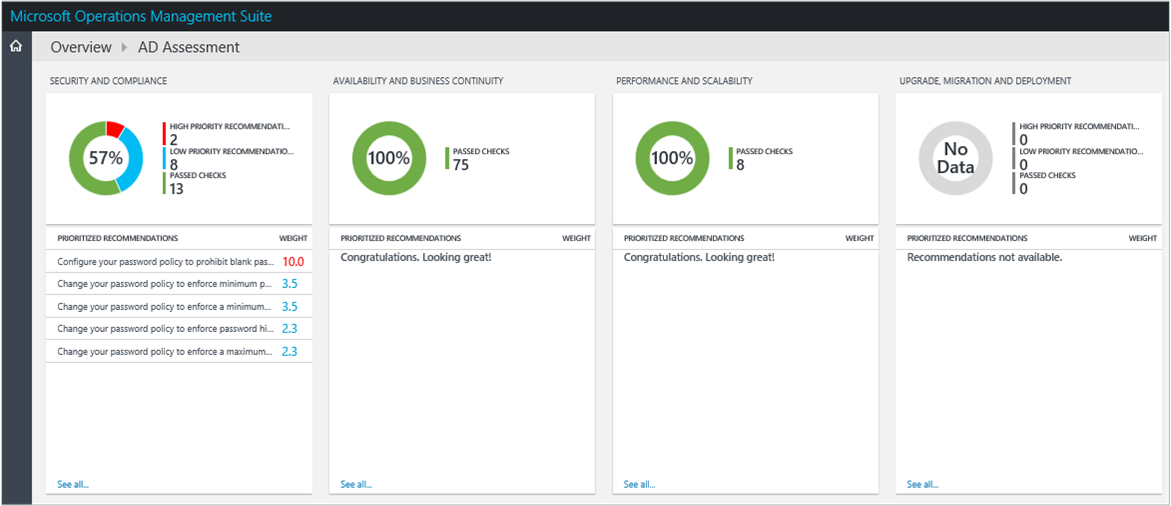 Microsoft Operations Management Suite
Overview AD Assessment
SECURITY AND COMPLIANCE
57%
HIGH PRIORITY RECOMMENDATI...
2
LOW PRIORITY RECOMMENDATIO...
8
PASSED CHECKS
13
PRIORITIZED RECOMMENDATIONS WEIGHT
Configure your password policy to prohibit blank pas... 10.0
Change your password policy to enforce minimum p... 3.5
Change your password policy to enforce a minimum... 3.5
Change your password policy to enforce password hi... 2.3
Change your password policy to enforce a maximum... 2.3
See all...
AVAILABILITY AND BUSINESS CONTINUITY
100%
PASSED CHECKS
75
PRIORITIZED RECOMMENDATIONS WEIGHT
Congratulations. Looking great!
See all...
PERFORMANCE AND SCALABILITY
100%
PASSED CHECKS
8
PRIORITIZED RECOMMENDATIONS WEIGHT
Congratulations. Looking great!
See all...
UPGRADE, MIGRATION AND DEPLOYMENT
No
Data
HIGH PRIORITY RECOMMENDATI...
0
LOW PRIORITY RECOMMENDATIO...
0
PASSED CHECKS
0
PRIORITIZED RECOMMENDATIONS WEIGHT
Recommendations not available.
See all...